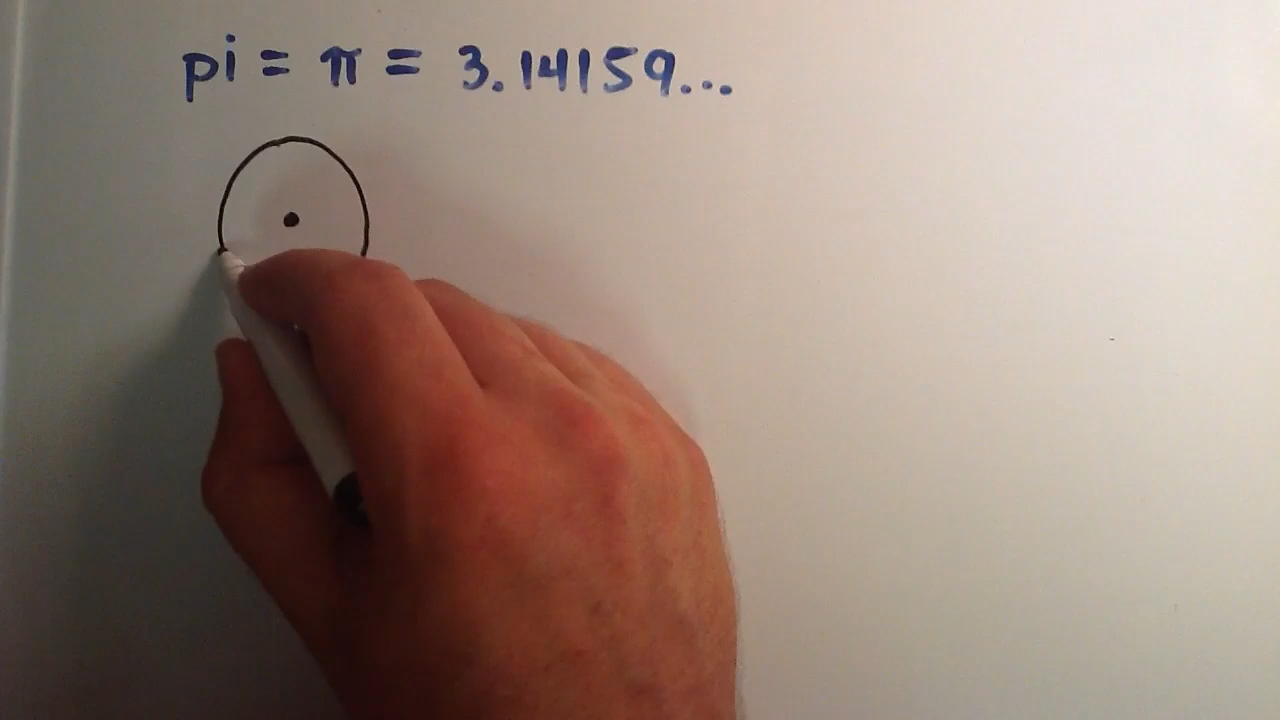 pi = π = 3.14159...